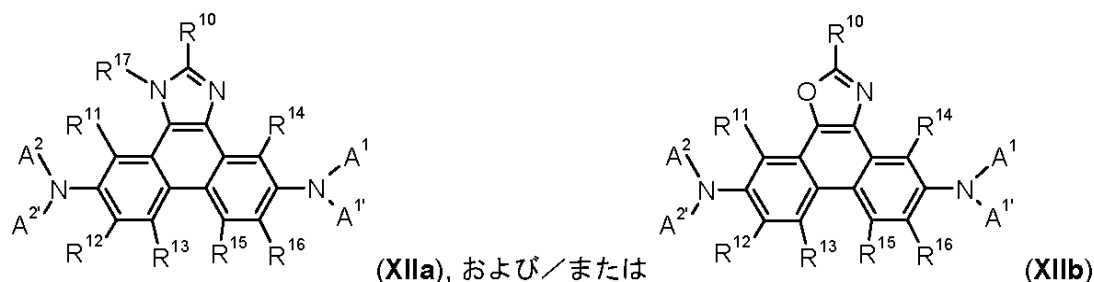 R¹⁰ R¹⁰
R¹⁷ N N O N
R¹¹ R¹⁴ R¹¹ R¹⁴
A² A¹ A² A¹
N N N N
A²' A¹' A²' A¹'
R¹² R¹³ R¹⁵ R¹⁶ R¹² R¹³ R¹⁵ R¹⁶
(XIIa), および／または (XIIb)